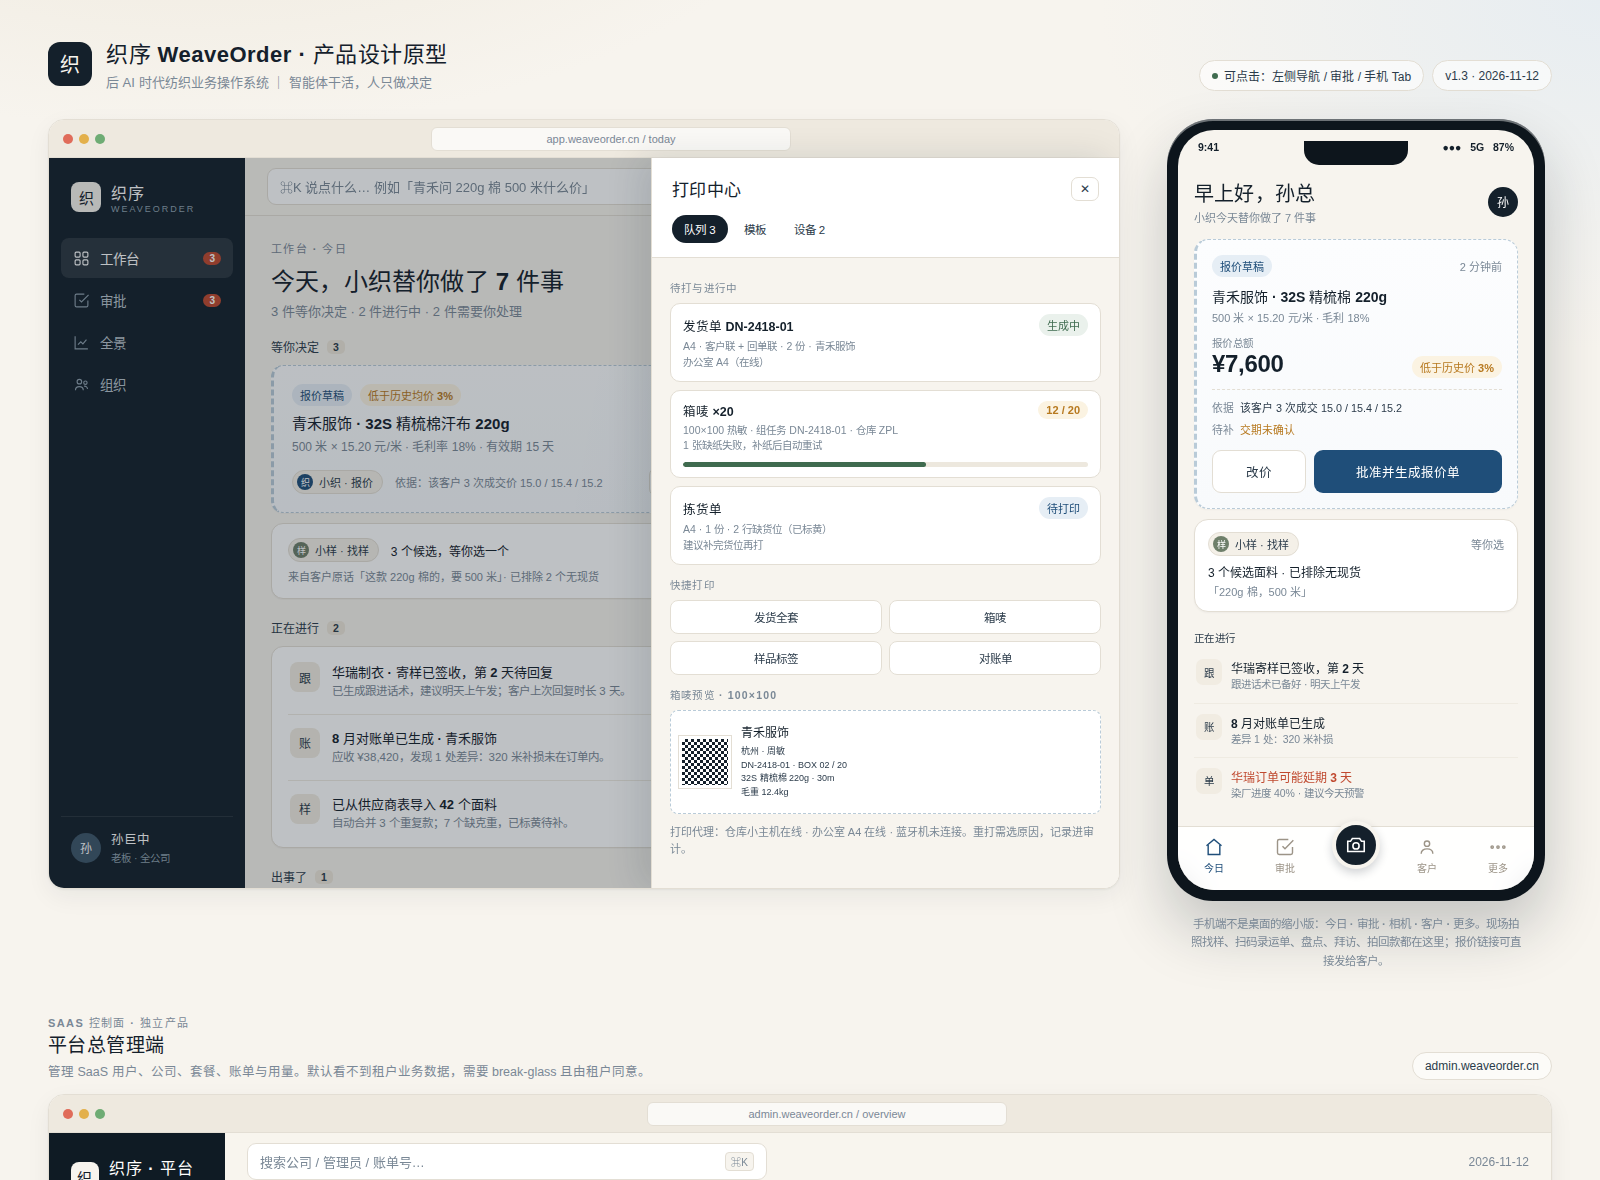 织
织序 WeaveOrder · 产品设计原型
后 AI 时代纺织业务操作系统 ｜ 智能体干活，人只做决定
可点击：左侧导航 / 审批 / 手机 Tab
v1.3 · 2026-11-12
app.weaveorder.cn / today
织
织序
WEAVEORDER
工作台
3
审批
3
全景
组织
孙
孙巨中
老板 · 全公司
⌘K 说点什么… 例如「青禾问 220g 棉 500 米什么价」
工作台 · 今日
今天，小织替你做了 7 件事
3 件等你决定 · 2 件进行中 · 2 件需要你处理
等你决定 3
报价草稿
低于历史均价 3%
青禾服饰 · 32S 精梳棉汗布 220g
500 米 × 15.20 元/米 · 毛利率 18% · 有效期 15 天
织 小织 · 报价
依据：该客户 3 次成交价 15.0 / 15.4 / 15.2
样 小样 · 找样
3 个候选，等你选一个
来自客户原话「这款 220g 棉的，要 500 米」· 已排除 2 个无现货
正在进行 2
跟
华瑞制衣 · 寄样已签收，第 2 天待回复
已生成跟进话术，建议明天上午发；客户上次回复时长 3 天。
账
8 月对账单已生成 · 青禾服饰
应收 ¥38,420，发现 1 处差异：320 米补损未在订单内。
样
已从供应商表导入 42 个面料
自动合并 3 个重复款；7 个缺克重，已标黄待补。
出事了 1
打印中心
✕
队列 3
模板
设备 2
待打与进行中
发货单 DN-2418-01
生成中
A4 · 客户联 + 回单联 · 2 份 · 青禾服饰
办公室 A4（在线）
箱唛 ×20
12 / 20
100×100 热敏 · 组任务 DN-2418-01 · 仓库 ZPL
1 张缺纸失败，补纸后自动重试
拣货单
待打印
A4 · 1 份 · 2 行缺货位（已标黄）
建议补完货位再打
快捷打印
发货全套
箱唛
样品标签
对账单
箱唛预览 · 100×100
青禾服饰
杭州 · 周敏
DN-2418-01 · BOX 02 / 20
32S 精梳棉 220g · 30m
毛重 12.4kg
打印代理：仓库小主机在线 · 办公室 A4 在线 · 蓝牙机未连接。重打需选原因，记录进审
计。
9:41
●●● 5G 87%
早上好，孙总
小织今天替你做了 7 件事
孙
报价草稿
2 分钟前
青禾服饰 · 32S 精梳棉 220g
500 米 × 15.20 元/米 · 毛利 18%
报价总额
¥7,600
低于历史价 3%
依据 该客户 3 次成交 15.0 / 15.4 / 15.2
待补 交期未确认
改价
批准并生成报价单
样 小样 · 找样
等你选
3 个候选面料 · 已排除无现货
「220g 棉，500 米」
正在进行
跟
华瑞寄样已签收，第 2 天
跟进话术已备好 · 明天上午发
账
8 月对账单已生成
差异 1 处：320 米补损
单
华瑞订单可能延期 3 天
染厂进度 40% · 建议今天预警
今日
审批
客户
更多
手机端不是桌面的缩小版：今日 · 审批 · 相机 · 客户 · 更多。现场拍
照找样、扫码录运单、盘点、拜访、拍回款都在这里；报价链接可直
接发给客户。
SAAS 控制面 · 独立产品
平台总管理端
管理 SaaS 用户、公司、套餐、账单与用量。默认看不到租户业务数据，需要 break-glass 且由租户同意。
admin.weaveorder.cn
admin.weaveorder.cn / overview
织
织序 · 平台
搜索公司 / 管理员 / 账单号…
⌘K
2026-11-12